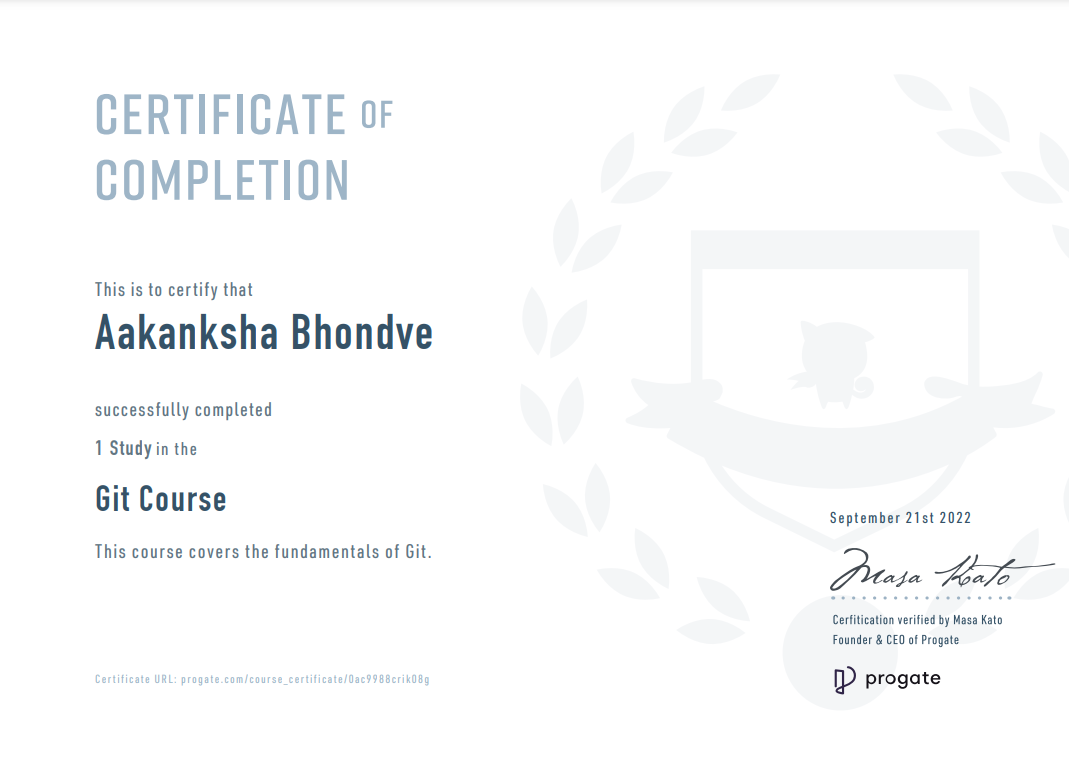 CERTIFICATE OF
COMPLETION
This is to certify that
Aakanksha Bhondve
successfully completed
1 Study in the
Git Course
This course covers the fundamentals of Git.
September 21st 2022
Masa Kato
Cerfitication verified by Masa Kato
Founder & CEO of Progate
progate
Certificate URL: progate.com/course_certificate/0ac9988crik08g